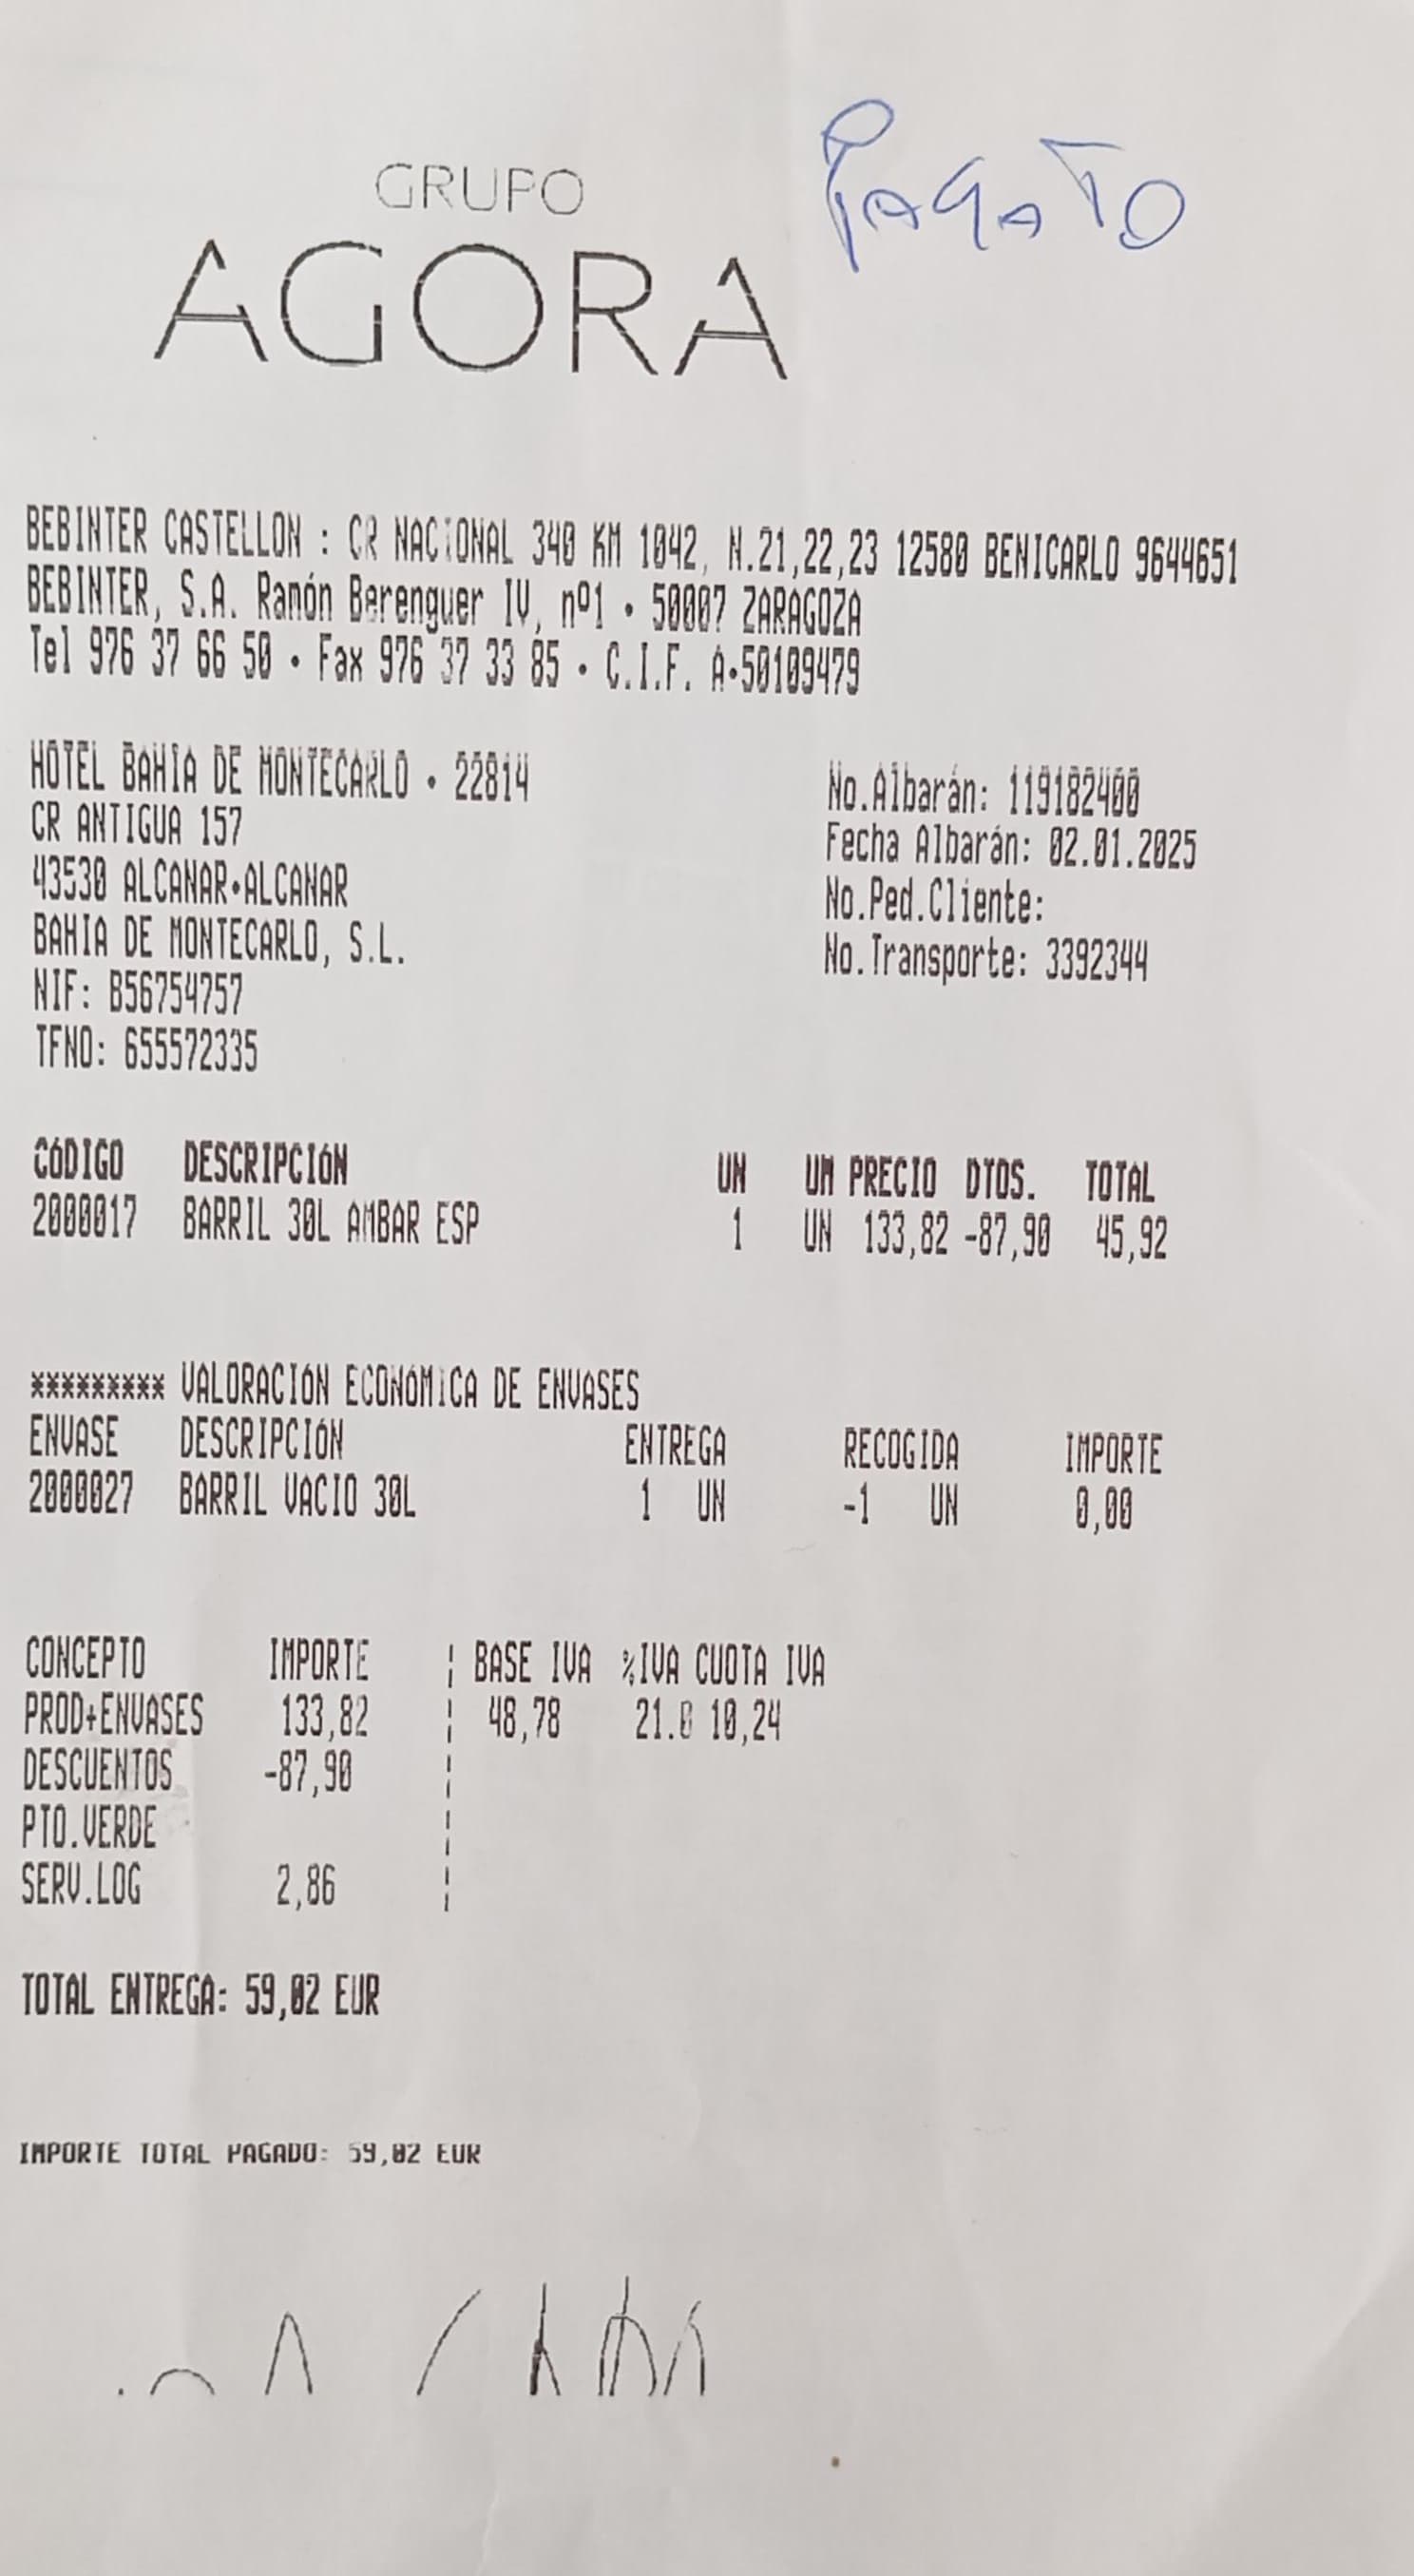 PAGATO
GRUPO
AGORA
BEBINTER CASTELLON : CR NACIONAL 340 KM 1042, N.21,22,23 12580 BENICARLO 9644651
BEBINTER, S.A. Ramón Berenguer IV, nº1 · 50007 ZARAGOZA
Tel 976 37 66 50 · Fax 976 37 33 85 · C.I.F. A·50109479
HOTEL BAHIA DE MONTECARLO · 22814
No.Albarán: 119182400
CR ANTIGUA 157
Fecha Albarán: 02.01.2025
43530 ALCANAR·ALCANAR
No.Ped.Cliente:
BAHIA DE MONTECARLO, S.L.
No.Transporte: 3392344
NIF: B56754757
TFNO: 655572335
CÓDIGO DESCRIPCIÓN UN UM PRECIO DTOS. TOTAL
2000017 BARRIL 30L AMBAR ESP 1 UN 133,82 -87,90 45,92
********* VALORACIÓN ECONÓMICA DE ENVASES
ENVASE DESCRIPCIÓN ENTREGA RECOGIDA IMPORTE
2000027 BARRIL VACIO 30L 1 UN -1 UN 0,00
CONCEPTO IMPORTE ¦ BASE IVA %IVA CUOTA IVA
PROD+ENVASES 133,82 ¦ 48,78 21.0 10,24
DESCUENTOS -87,90 ¦
PTO.VERDE ¦
SERV.LOG 2,86 ¦
TOTAL ENTREGA: 59,02 EUR
IMPORTE TOTAL PAGADO: 59,02 EUR